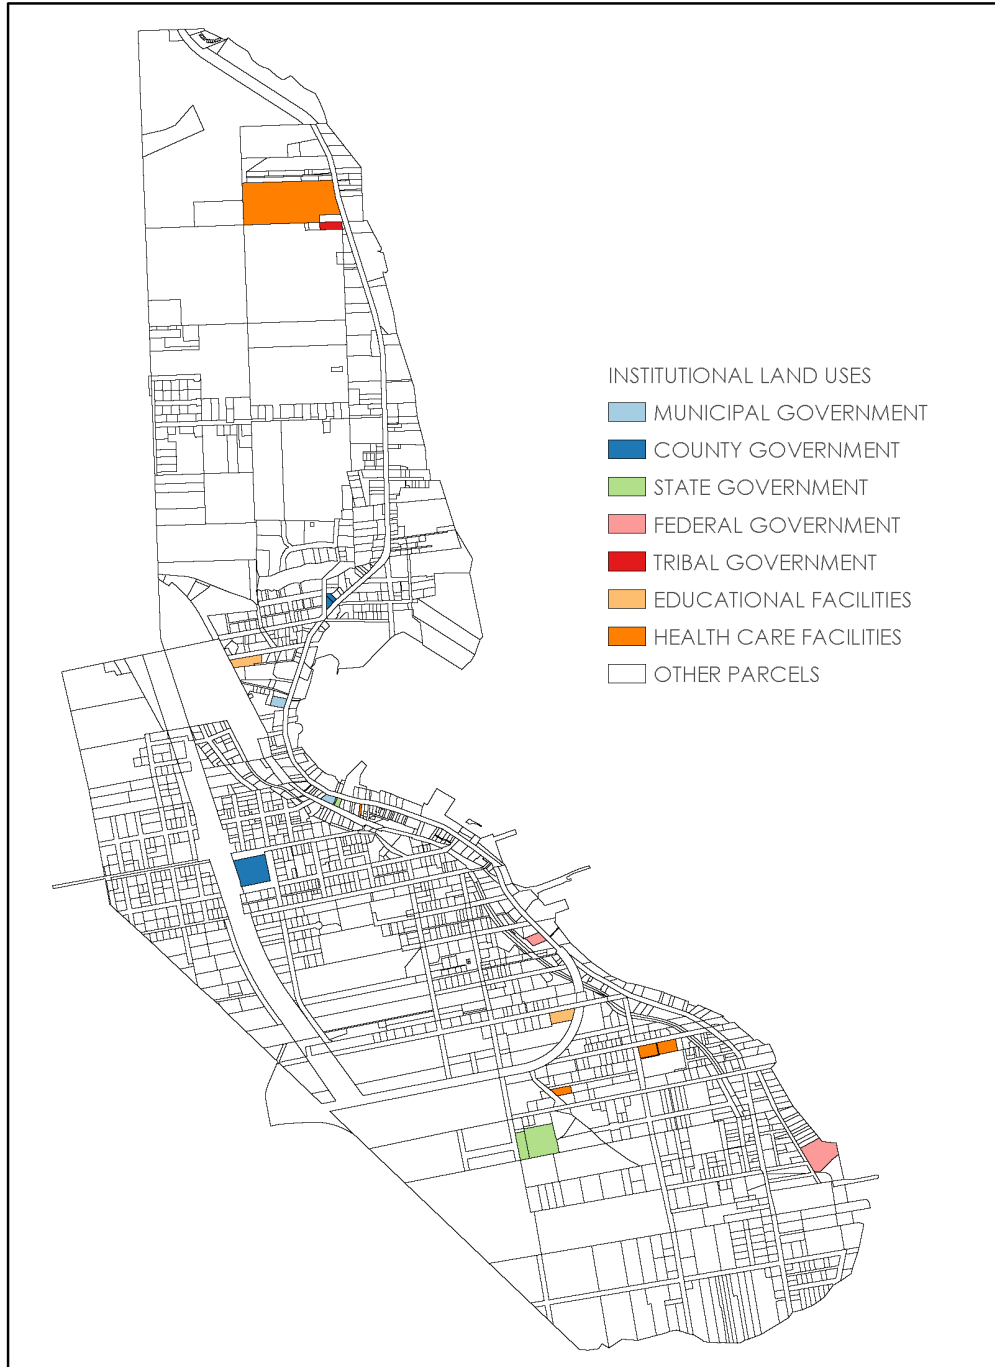 INSTITUTIONAL LAND USES
MUNICIPAL GOVERNMENT
COUNTY GOVERNMENT
STATE GOVERNMENT
FEDERAL GOVERNMENT
TRIBAL GOVERNMENT
EDUCATIONAL FACILITIES
HEALTH CARE FACILITIES
OTHER PARCELS